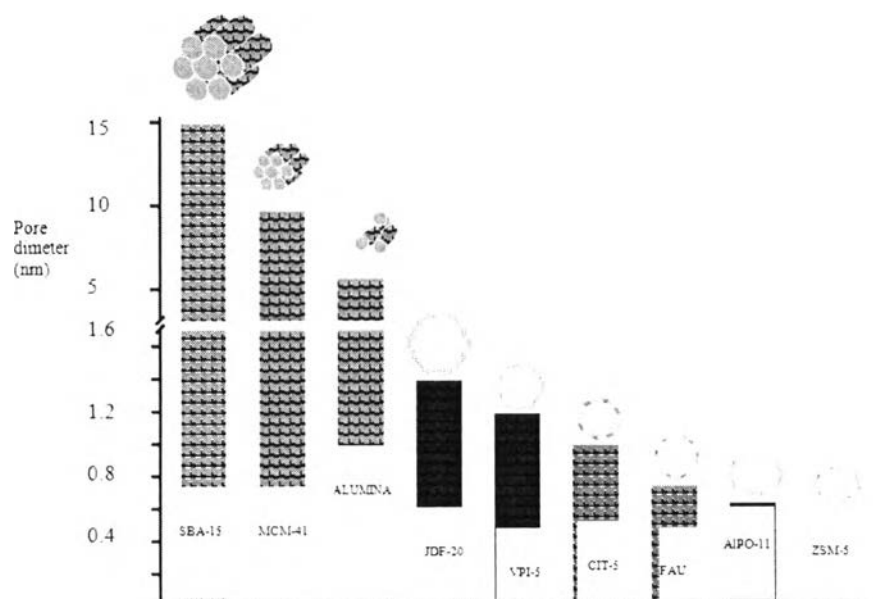 15
10
Pore
dimeter
(nm)
5
1.6
1.2
0.8
0.4
ALUMINA
SBA-15
MCM-41
JDF-20
VPI-5
CIT-5
FAU
AlPO-11
ZSM-5